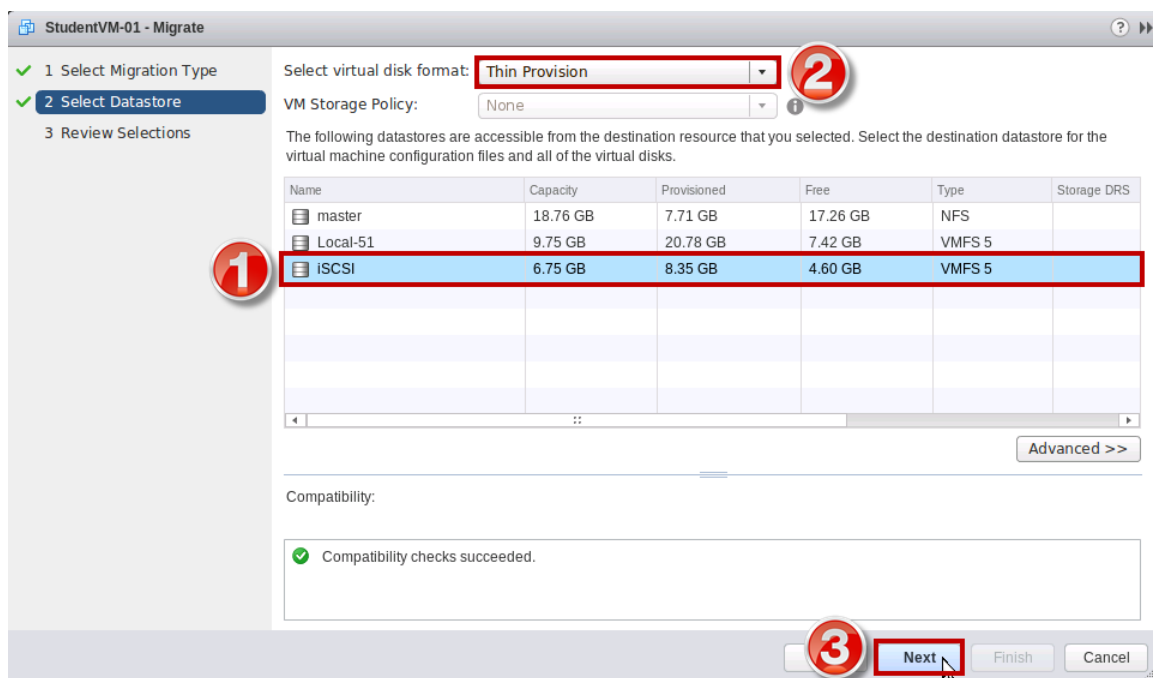 StudentVM-01 - Migrate ?
1 Select Migration Type
2 Select Datastore
3 Review Selections
Select virtual disk format: Thin Provision 2
VM Storage Policy: None i
The following datastores are accessible from the destination resource that you selected. Select the destination datastore for the
virtual machine configuration files and all of the virtual disks.
Name Capacity Provisioned Free Type Storage DRS
master 18.76 GB 7.71 GB 17.26 GB NFS
Local-51 9.75 GB 20.78 GB 7.42 GB VMFS 5
1 iSCSI 6.75 GB 8.35 GB 4.60 GB VMFS 5
Advanced >>
Compatibility:
Compatibility checks succeeded.
3 Next Finish Cancel